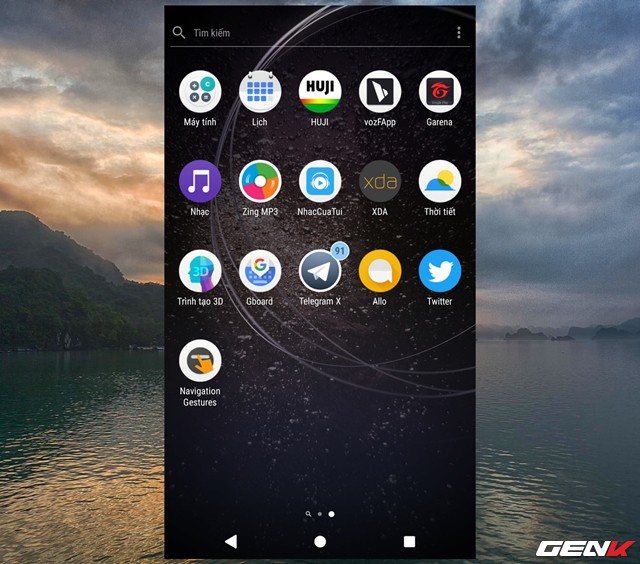 Tìm kiếm
C
HUJI
Máy tính
Lịch
HUJI
vozFApp
Garena
xda
Nhạc
Zing MP3
NhacCuaTui
XDA
Thời tiết
3D
G
91
Trình tạo 3D
Gboard
Telegram X
Allo
Twitter
Navigation
Gestures
GENK